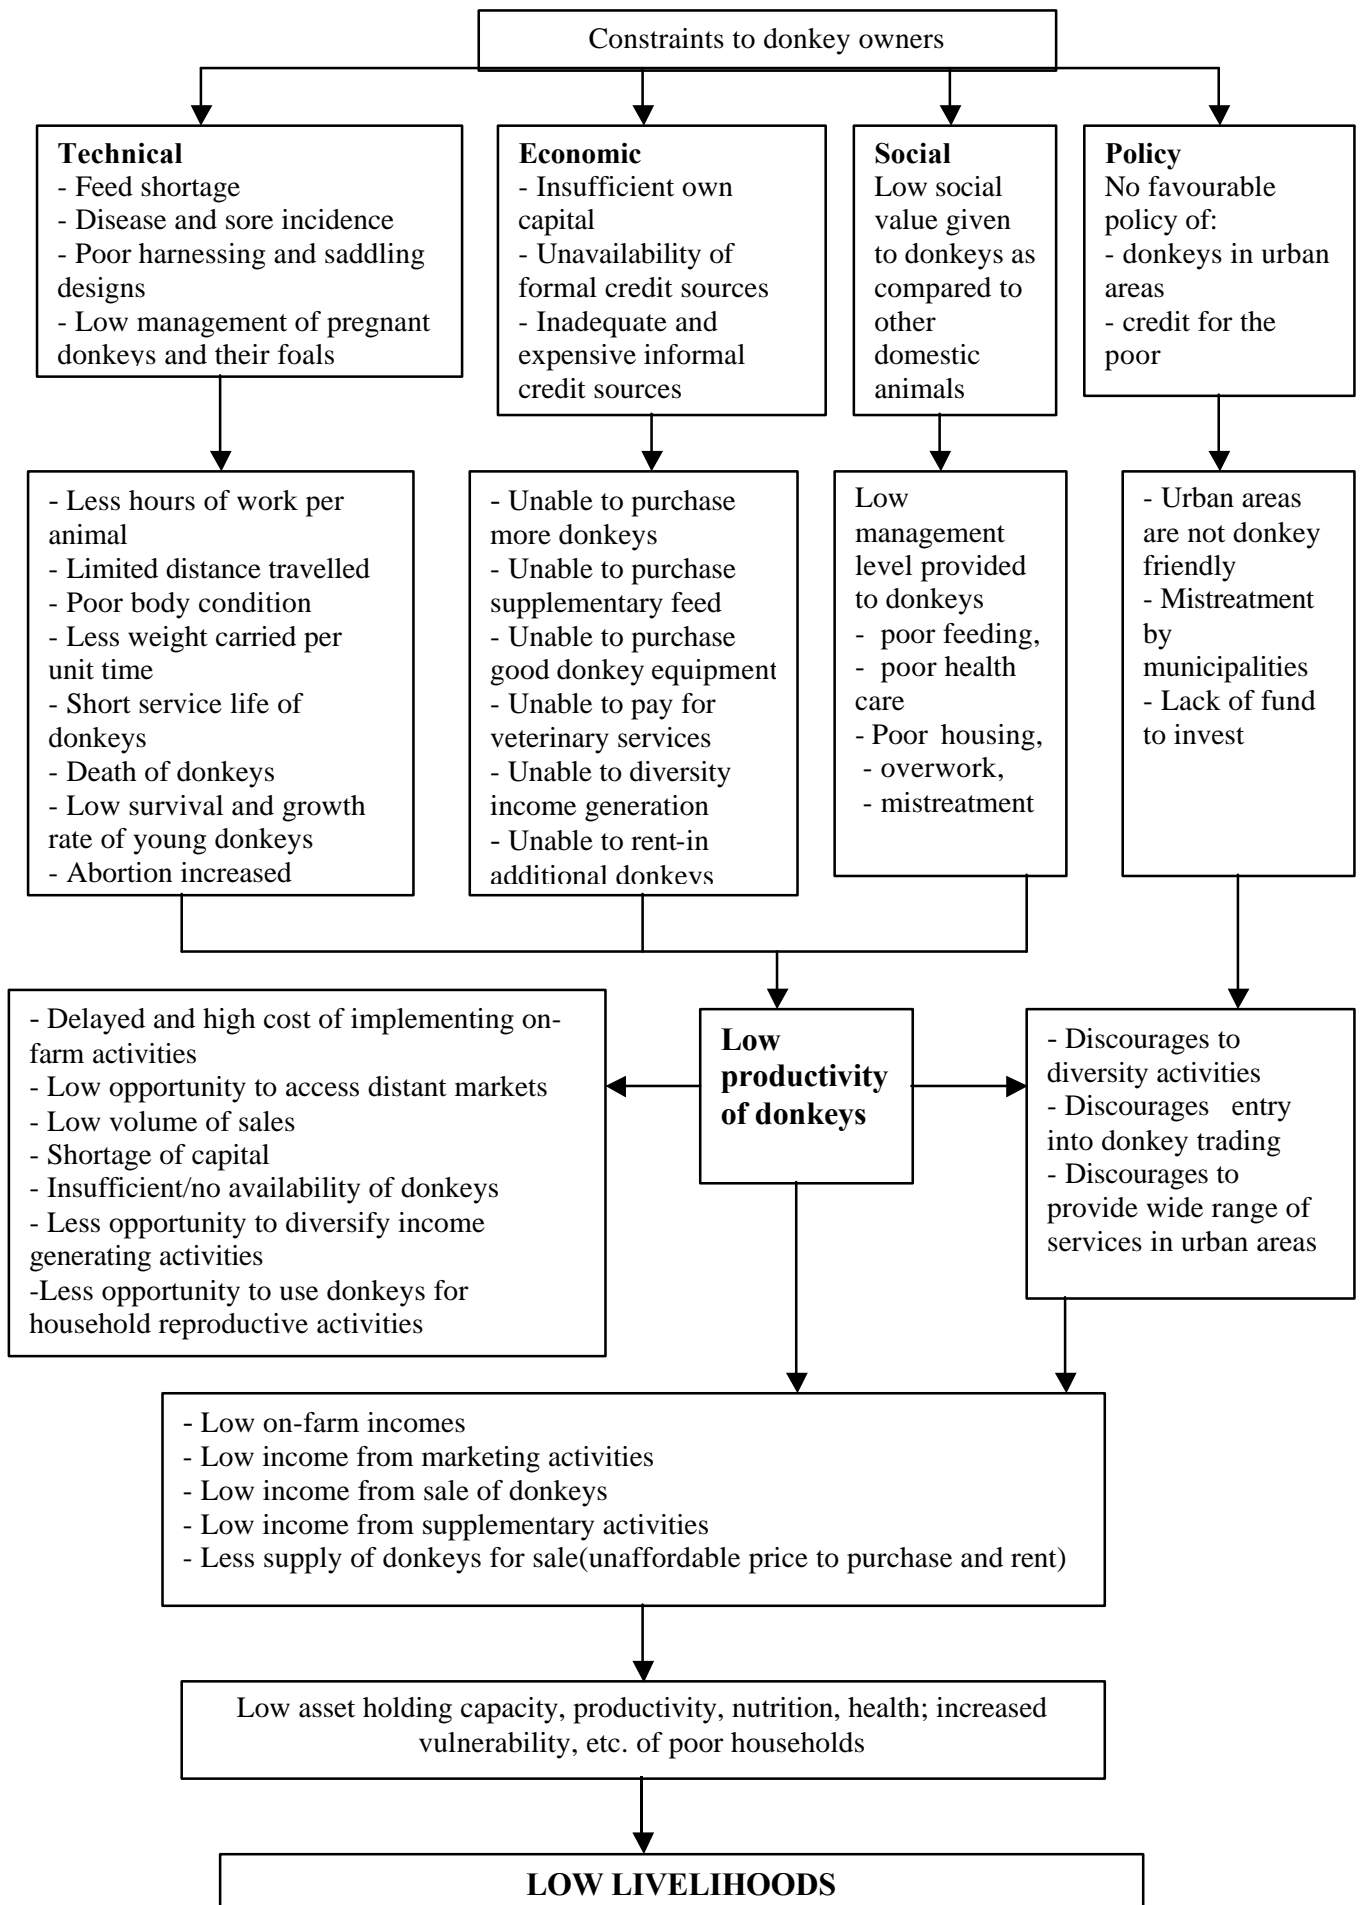 Constraints to donkey owners
Technical
- Feed shortage
- Disease and sore incidence
- Poor harnessing and saddling
designs
- Low management of pregnant
donkeys and their foals
Economic
- Insufficient own
capital
- Unavailability of
formal credit sources
- Inadequate and
expensive informal
credit sources
Social
Low social
value given
to donkeys as
compared to
other
domestic
animals
Policy
No favourable
policy of:
- donkeys in urban
areas
- credit for the
poor
- Less hours of work per
animal
- Limited distance travelled
- Poor body condition
- Less weight carried per
unit time
- Short service life of
donkeys
- Death of donkeys
- Low survival and growth
rate of young donkeys
- Abortion increased
- Unable to purchase
more donkeys
- Unable to purchase
supplementary feed
- Unable to purchase
good donkey equipment
- Unable to pay for
veterinary services
- Unable to diversity
income generation
- Unable to rent-in
additional donkeys
Low
management
level provided
to donkeys
- poor feeding,
- poor health
care
- Poor housing,
- overwork,
- mistreatment
- Urban areas
are not donkey
friendly
- Mistreatment
by
municipalities
- Lack of fund
to invest
- Delayed and high cost of implementing on-
farm activities
- Low opportunity to access distant markets
- Low volume of sales
- Shortage of capital
- Insufficient/no availability of donkeys
- Less opportunity to diversify income
generating activities
-Less opportunity to use donkeys for
household reproductive activities
Low
productivity
of donkeys
- Discourages to
diversity activities
- Discourages entry
into donkey trading
- Discourages to
provide wide range of
services in urban areas
- Low on-farm incomes
- Low income from marketing activities
- Low income from sale of donkeys
- Low income from supplementary activities
- Less supply of donkeys for sale(unaffordable price to purchase and rent)
Low asset holding capacity, productivity, nutrition, health; increased
vulnerability, etc. of poor households
LOW LIVELIHOODS